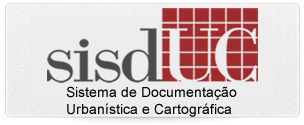 sisdUC
Sistema de Documentação
Urbanística e Cartográfica